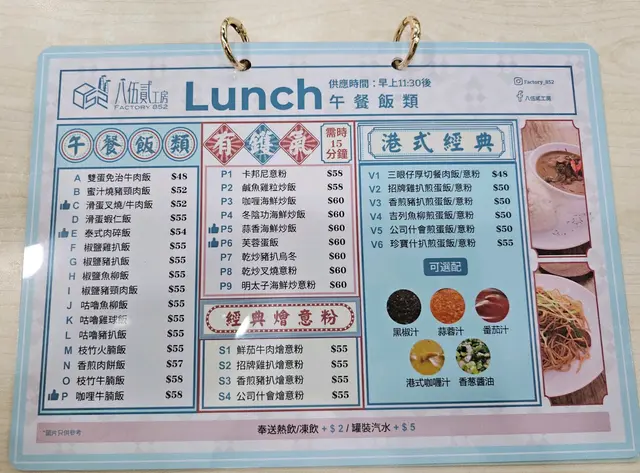 八伍貳工房
FACTORY 852
Lunch
供應時間：早上11:30後
午餐飯類
Factory_852
八伍貳工房
午餐飯類
A 雙蛋免治牛肉飯 $48
B 蜜汁燒豬頸肉飯 $52
C 滑蛋叉燒/牛肉飯 $52
D 滑蛋蝦仁飯 $55
E 泰式肉碎飯 $54
F 椒鹽雞扒飯 $55
G 椒鹽豬扒飯 $55
H 椒鹽魚柳飯 $55
I 椒鹽豬頸肉飯 $55
J 咕嚕魚柳飯 $55
K 咕嚕雞球飯 $55
L 咕嚕豬扒飯 $55
M 枝竹火腩飯 $55
N 香煎肉餅飯 $57
O 枝竹牛腩飯 $58
P 咖喱牛腩飯 $58
有鑊氣
需時
15
分鐘
P1 卡邦尼意粉 $58
P2 鹹魚雞粒炒飯 $58
P3 咖喱海鮮炒飯 $60
P4 冬陰功海鮮炒飯 $60
P5 蒜香海鮮炒飯 $60
P6 芙蓉蛋飯 $60
P7 乾炒豬扒烏冬 $60
P8 乾炒叉燒意粉 $60
P9 明太子海鮮炒意粉 $60
經典燴意粉
S1 鮮茄牛肉燴意粉 $55
S2 招牌雞扒燴意粉 $55
S3 香煎豬扒燴意粉 $55
S4 公司什會燴意粉 $55
港式經典
V1 三眼仔厚切餐肉飯/意粉 $48
V2 招牌雞扒煎蛋飯/意粉 $50
V3 香煎豬扒煎蛋飯/意粉 $50
V4 吉列魚柳煎蛋飯/意粉 $50
V5 公司什會煎蛋飯/意粉 $50
V6 珍寶什扒煎蛋飯/意粉 $55
可選配
黑椒汁 蒜蓉汁 番茄汁
港式咖喱汁 香葱醬油
*圖片只供參考
奉送熱飲/凍飲 + $ 2 / 罐裝汽水 + $ 5